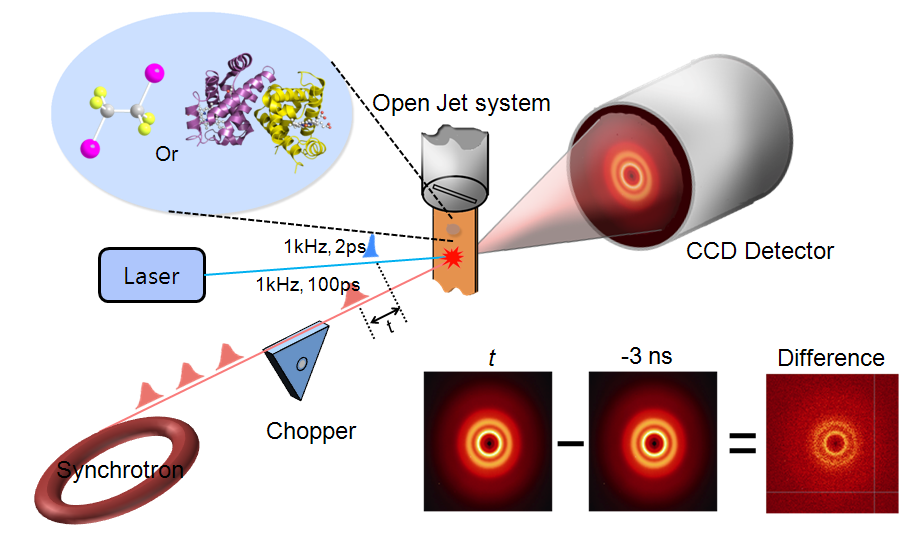 Open Jet system
Or
CCD Detector
1kHz, 2ps
Laser
1kHz, 100ps
t
t
-3 ns
Difference
Chopper
Synchrotron